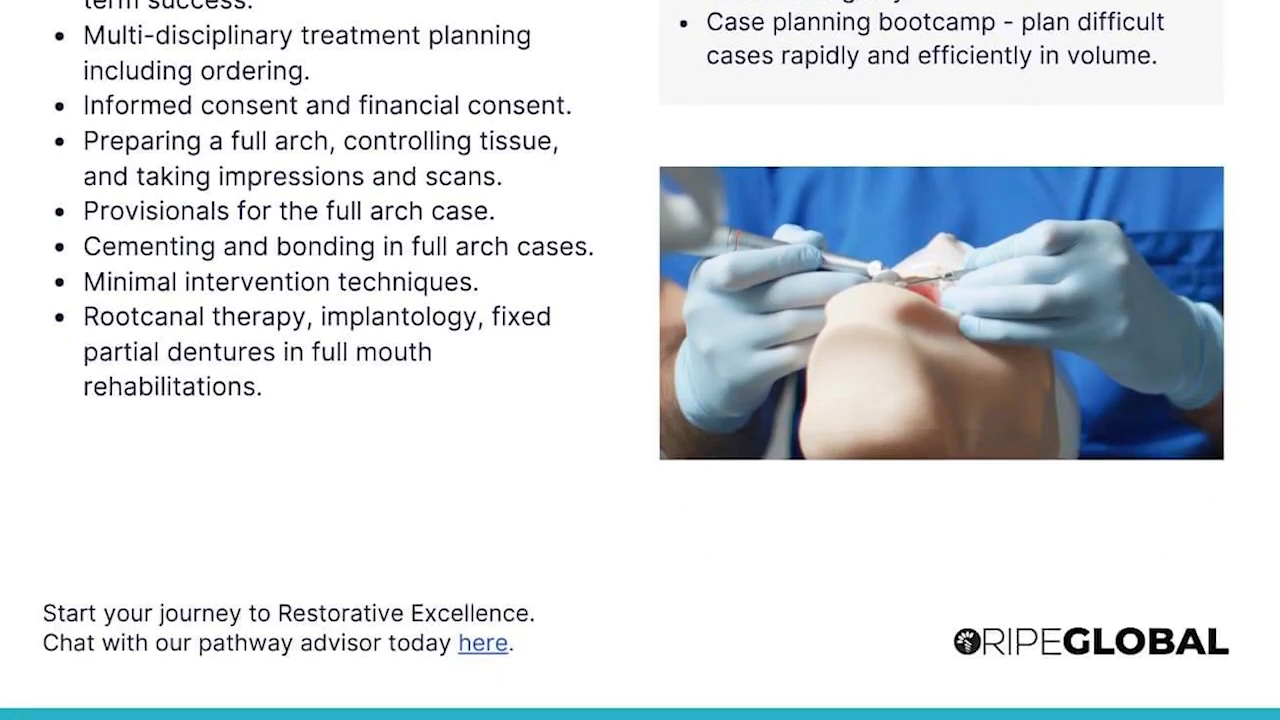 term success.
• Multi-disciplinary treatment planning
including ordering.
• Informed consent and financial consent.
• Preparing a full arch, controlling tissue,
and taking impressions and scans.
• Provisionals for the full arch case.
• Cementing and bonding in full arch cases.
• Minimal intervention techniques.
• Rootcanal therapy, implantology, fixed
partial dentures in full mouth
rehabilitations.
• Case planning bootcamp - plan difficult
cases rapidly and efficiently in volume.
Start your journey to Restorative Excellence.
Chat with our pathway advisor today here.
RIPEGLOBAL